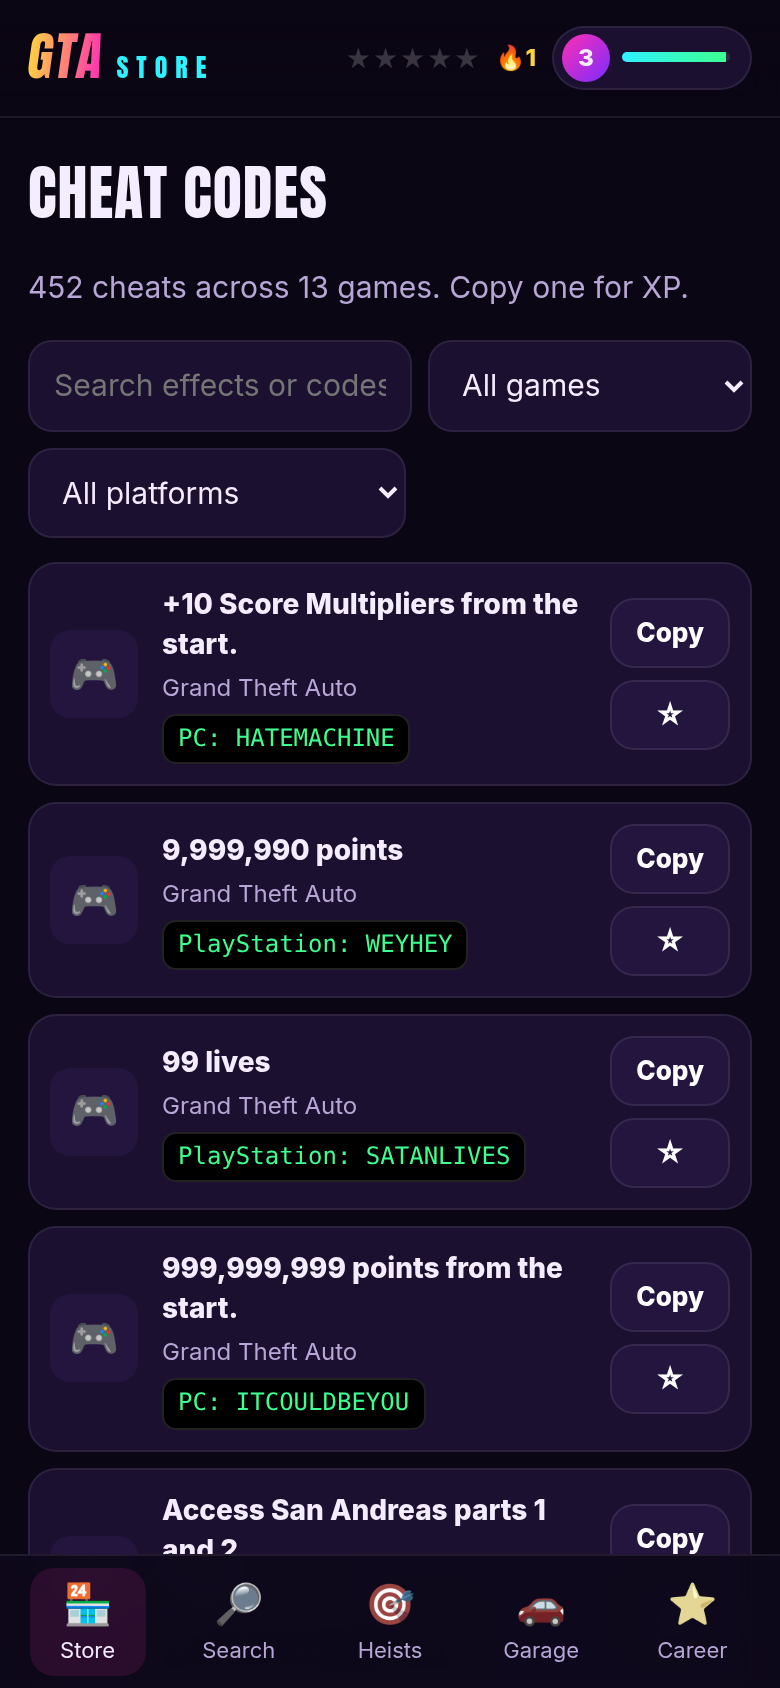 GTA STORE
★★★★★ 🔥1 3
CHEAT CODES
452 cheats across 13 games. Copy one for XP.
Search effects or codes
All games
All platforms
+10 Score Multipliers from the
start.
Grand Theft Auto
PC: HATEMACHINE
Copy
☆
9,999,990 points
Grand Theft Auto
PlayStation: WEYHEY
Copy
☆
99 lives
Grand Theft Auto
PlayStation: SATANLIVES
Copy
☆
999,999,999 points from the
start.
Grand Theft Auto
PC: ITCOULDBEYOU
Copy
☆
Access San Andreas parts 1
and 2
Copy
24
Store
Search
Heists
Garage
Career